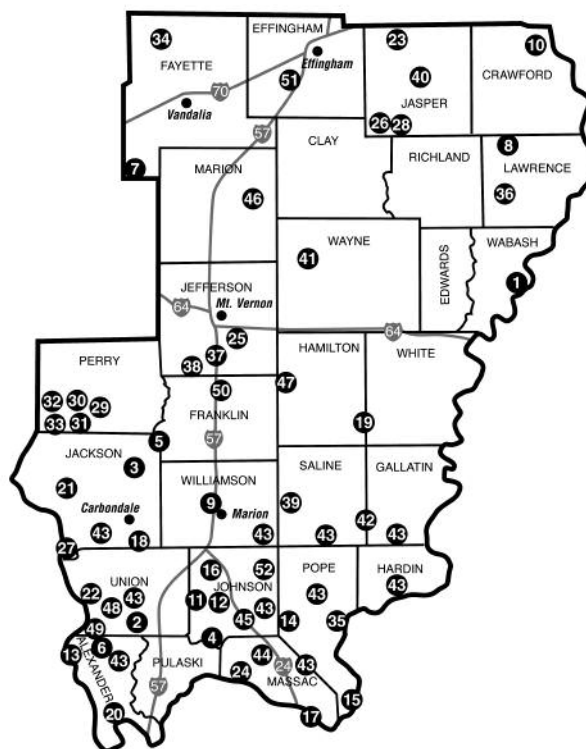 EFFINGHAM
34
23
10
FAYETTE
Effingham
CRAWFORD
51
40
70
JASPER
Vandalia
26
28
57
CLAY
8
7
MARION
RICHLAND
LAWRENCE
46
36
WAYNE
WABASH
41
EDWARDS
1
JEFFERSON
64
Mt. Vernon
25
64
PERRY
37
HAMILTON
WHITE
38
47
32
30
29
50
FRANKLIN
33
31
19
5
57
JACKSON
3
WILLIAMSON
SALINE
GALLATIN
21
9
39
Carbondale
Marion
42
43
18
43
43
43
27
UNION
16
52
POPE
HARDIN
JOHNSON
43
22
43
11
12
43
48
45
43
14
35
49
2
6
4
13
ALEXANDER
43
PULASKI
44
24
43
24
MASSAC
57
15
20
17